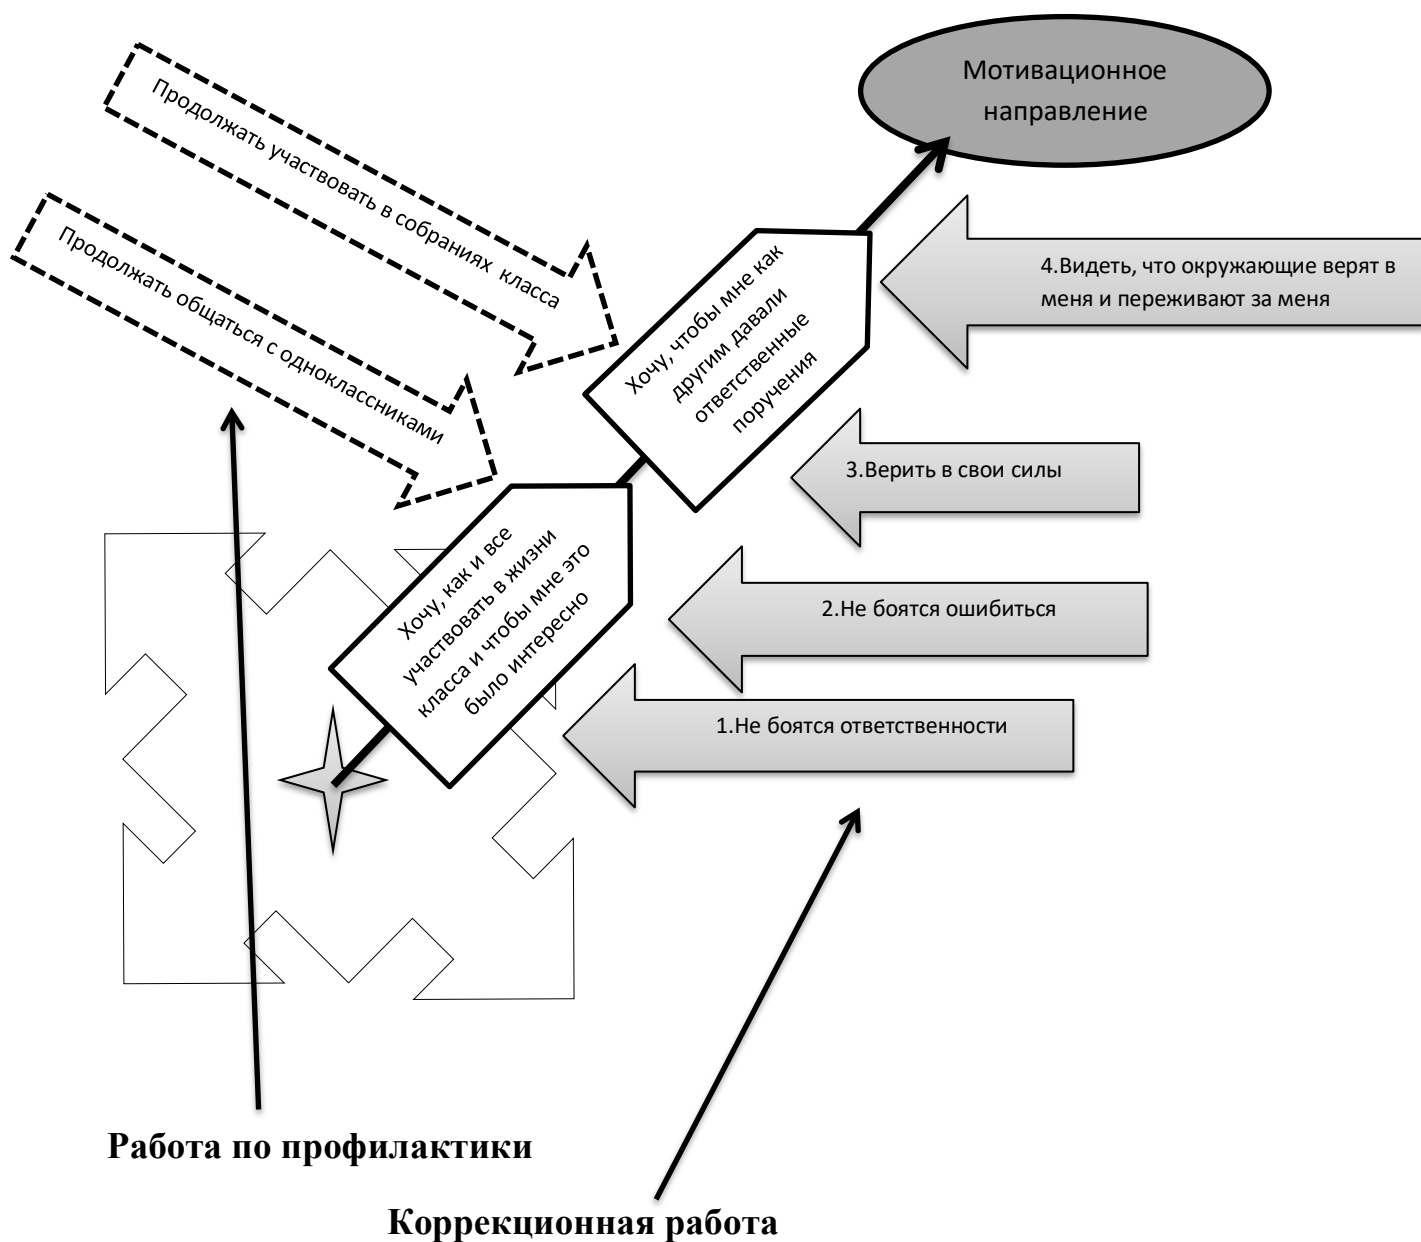 Мотивационное
направление
Продолжать участвовать в собраниях класса
Продолжать общаться с одноклассниками
Хочу, чтобы мне как
другим давали
ответственные
поручения
4.Видеть, что окружающие верят в
меня и переживают за меня
3.Верить в свои силы
Хочу, как и все
участвовать в жизни
класса и чтобы мне это
было интересно
2.Не боятся ошибиться
1.Не боятся ответственности
Работа по профилактики
Коррекционная работа